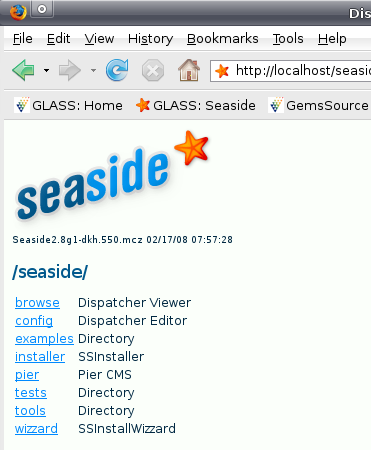 Dis
File Edit View History Bookmarks Tools Help
http://localhost/seasid
GLASS: Home GLASS: Seaside GemsSource
seaside
Seaside2.8g1-dkh.550.mcz 02/17/08 07:57:28
/seaside/
browse Dispatcher Viewer
config Dispatcher Editor
examples Directory
installer SSInstaller
pier Pier CMS
tests Directory
tools Directory
wizzard SSInstallWizzard